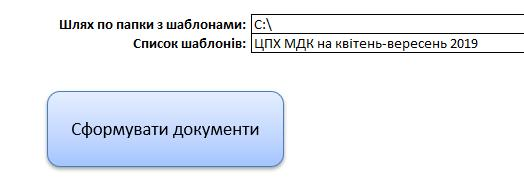 Шлях по папки з шаблонами: C:\
Список шаблонів: ЦПХ МДК на квітень-вересень 2019
Сформувати документи